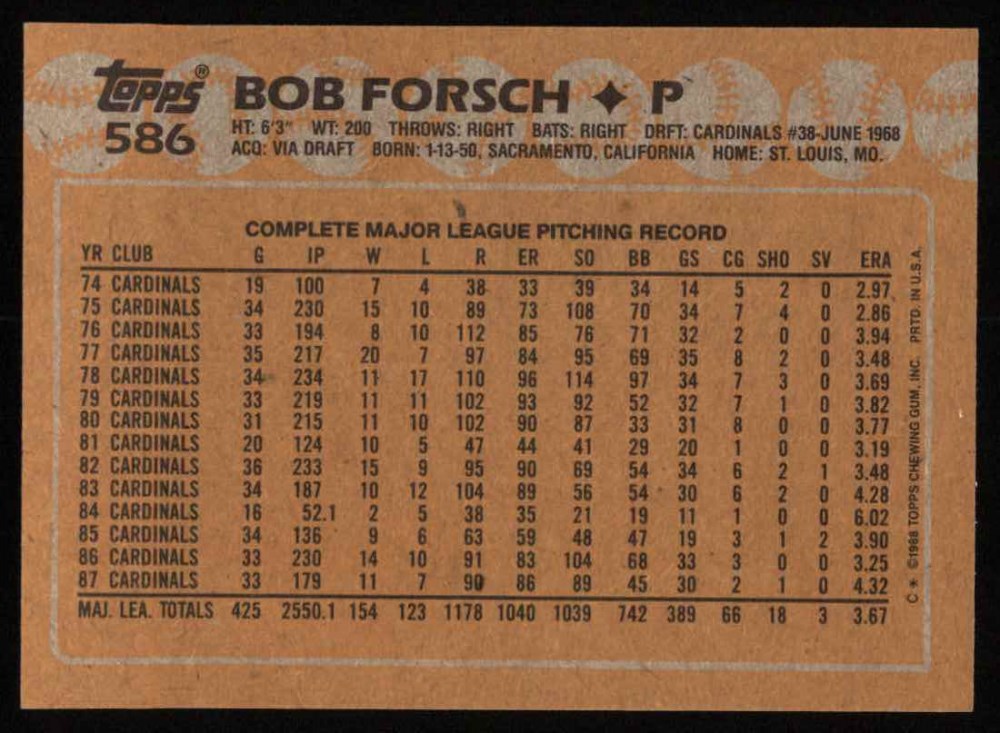 topps® BOB FORSCH ✦ P
586 HT: 6'3" WT: 200 THROWS: RIGHT BATS: RIGHT DRFT: CARDINALS #38-JUNE 1968
ACQ: VIA DRAFT BORN: 1-13-50, SACRAMENTO, CALIFORNIA HOME: ST. LOUIS, MO.
COMPLETE MAJOR LEAGUE PITCHING RECORD
YR CLUB G IP W L R ER SO BB GS CG SHO SV ERA
74 CARDINALS 19 100 7 4 38 33 39 34 14 5 2 0 2.97
75 CARDINALS 34 230 15 10 89 73 108 70 34 7 4 0 2.86
76 CARDINALS 33 194 8 10 112 85 76 71 32 2 0 0 3.94
77 CARDINALS 35 217 20 7 97 84 95 69 35 8 2 0 3.48
78 CARDINALS 34 234 11 17 110 96 114 97 34 7 3 0 3.69
79 CARDINALS 33 219 11 11 102 93 92 52 32 7 1 0 3.82
80 CARDINALS 31 215 11 10 102 90 87 33 31 8 0 0 3.77
81 CARDINALS 20 124 10 5 47 44 41 29 20 1 0 0 3.19
82 CARDINALS 36 233 15 9 95 90 69 54 34 6 2 1 3.48
83 CARDINALS 34 187 10 12 104 89 56 54 30 6 2 0 4.28
84 CARDINALS 16 52.1 2 5 38 35 21 19 11 1 0 0 6.02
85 CARDINALS 34 136 9 6 63 59 48 47 19 3 1 2 3.90
86 CARDINALS 33 230 14 10 91 83 104 68 33 3 0 0 3.25
87 CARDINALS 33 179 11 7 90 86 89 45 30 2 1 0 4.32
MAJ. LEA. TOTALS 425 2550.1 154 123 1178 1040 1039 742 389 66 18 3 3.67
C * ©1988 TOPPS CHEWING GUM, INC. PRTD. IN U.S.A.